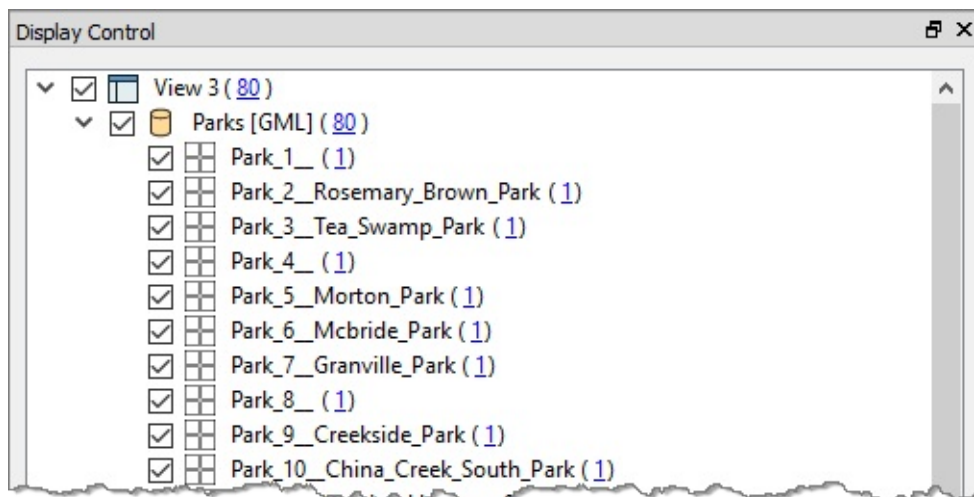 Display Control
View 3 ( 80 )
Parks [GML] ( 80 )
Park_1__ ( 1)
Park_2__Rosemary_Brown_Park ( 1)
Park_3__Tea_Swamp_Park ( 1)
Park_4__ ( 1)
Park_5__Morton_Park ( 1)
Park_6__Mcbride_Park ( 1)
Park_7__Granville_Park ( 1)
Park_8__ ( 1)
Park_9__Creekside_Park ( 1)
Park_10__China_Creek_South_Park ( 1)